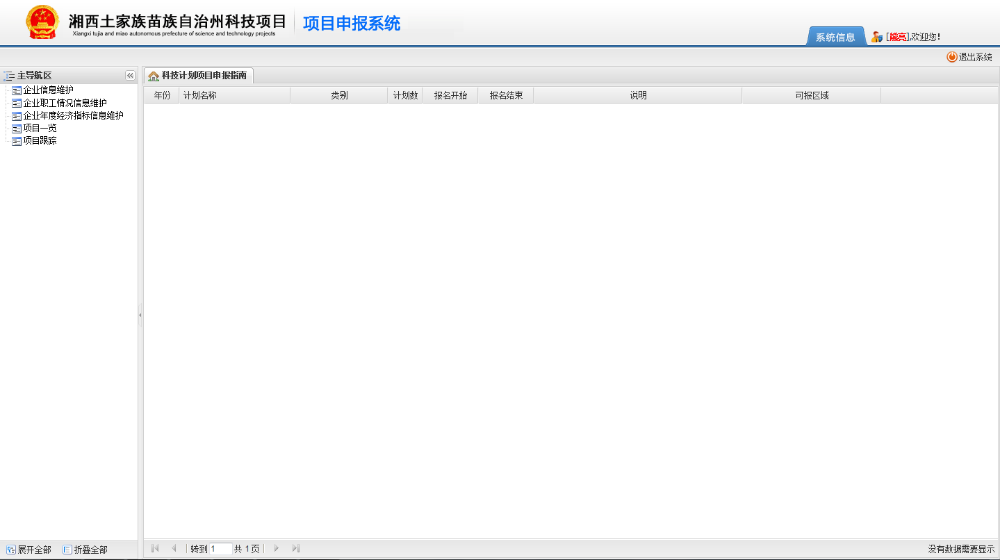 湘西土家族苗族自治州科技项目 项目申报系统
Xiangxi tujia and miao autonomous prefecture of science and technology projects
系统信息 [熊亮],欢迎您!
退出系统
主导航区
企业信息维护
企业职工情况信息维护
企业年度经济指标信息维护
项目一览
项目跟踪
科技计划项目申报指南
年份 计划名称 类别 计划数 报名开始 报名结束 说明 可报区域
展开全部 折叠全部
转到 1 共 1 页
没有数据需要显示